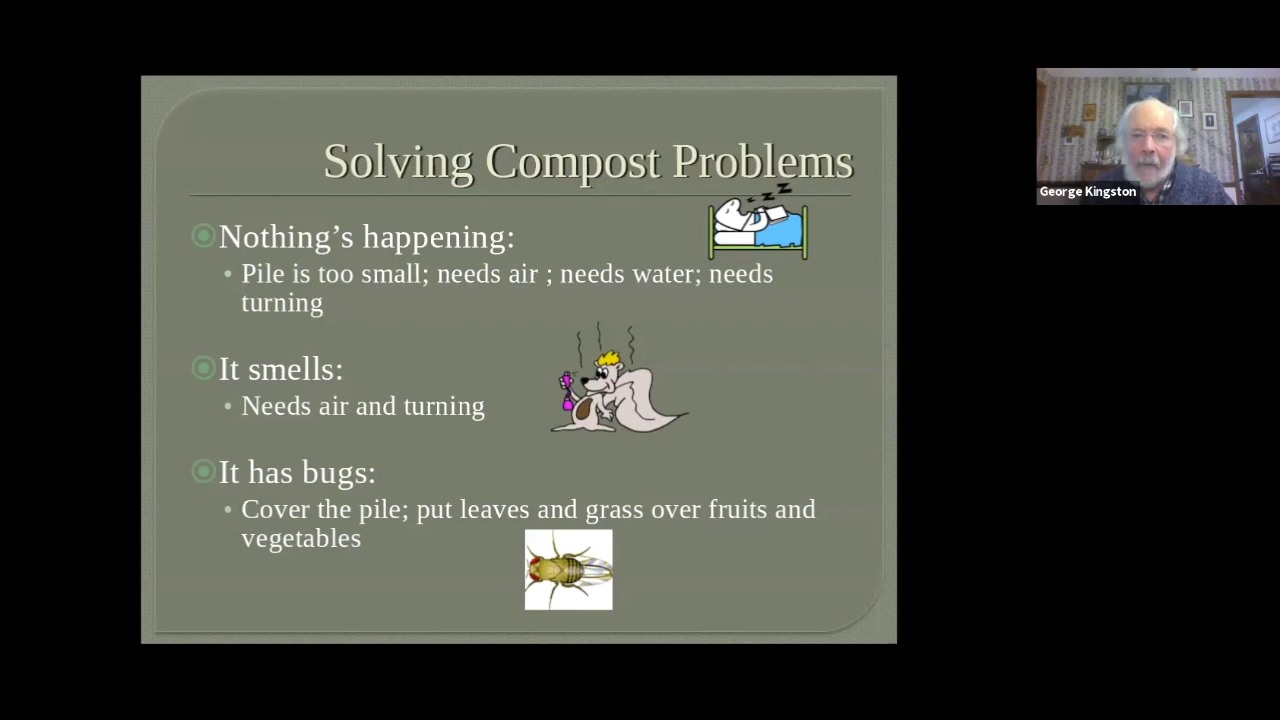 Solving Compost Problems
z z z
Nothing's happening:
Pile is too small; needs air ; needs water; needs
turning
It smells:
Needs air and turning
It has bugs:
Cover the pile; put leaves and grass over fruits and
vegetables
George Kingston